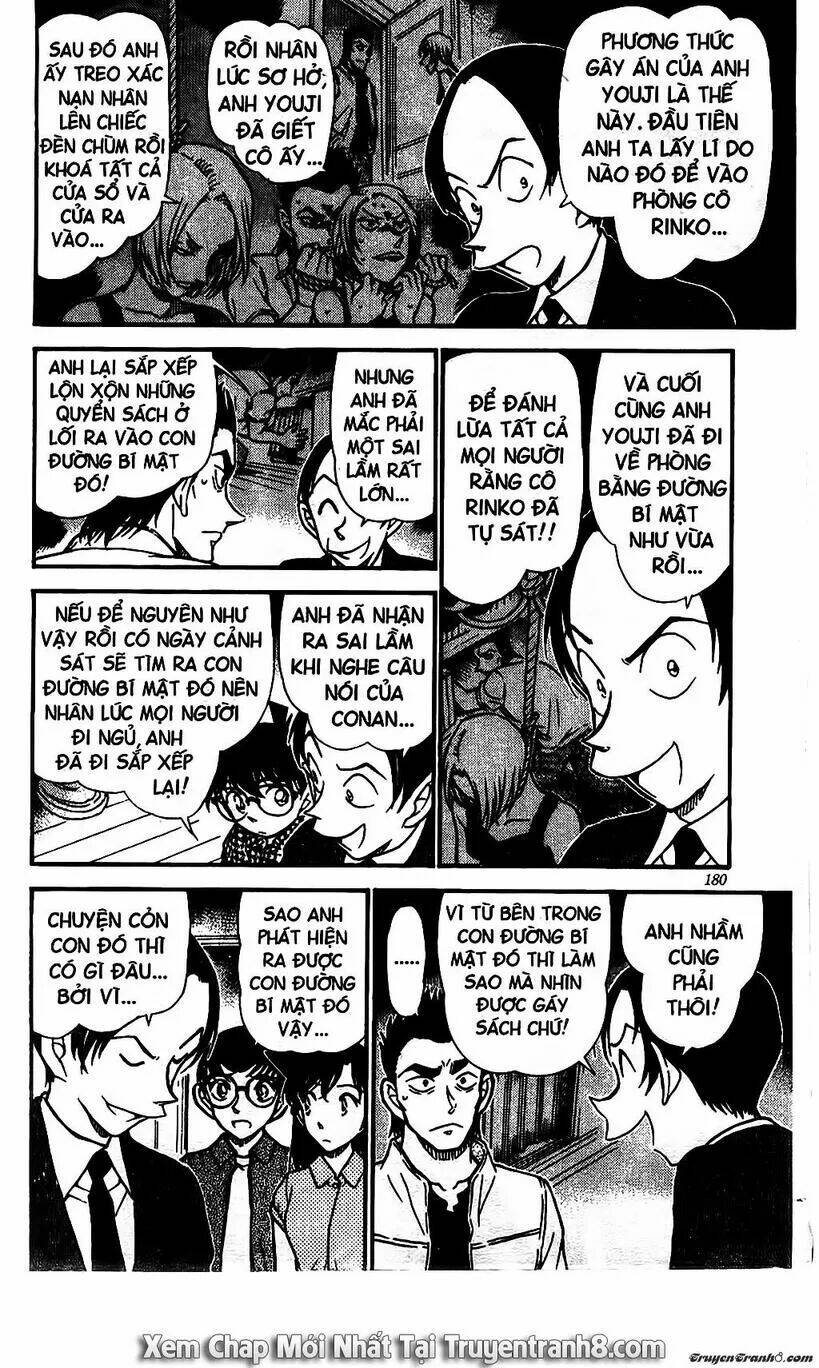 PHƯƠNG THỨC
GÂY ÁN CỦA ANH
YOUJI LÀ THẾ
NÀY. ĐẦU TIÊN
ANH TA LẤY LÍ DO
NÀO ĐÓ ĐỂ VÀO
PHÒNG CÔ
RINKO...
RỒI NHÂN
LÚC SƠ HỞ,
ANH YOUJI
ĐÃ GIẾT
CÔ ẤY...
SAU ĐÓ ANH
ẤY TREO XÁC
NẠN NHÂN
LÊN CHIẾC
ĐÈN CHÙM RỒI
KHOÁ TẤT CẢ
CỬA SỔ VÀ
CỬA RA
VÀO...
VÀ CUỐI
CÙNG ANH
YOUJI ĐÃ ĐI
VỀ PHÒNG
BẰNG ĐƯỜNG
BÍ MẬT
NHƯ VỪA
RỒI...
ĐỂ ĐÁNH
LỪA TẤT CẢ
MỌI NGƯỜI
RẰNG CÔ
RINKO ĐÃ
TỰ SÁT!!
NHƯNG
ANH ĐÃ
MẮC PHẢI
MỘT SAI
LẦM RẤT
LỚN...
ANH LẠI SẮP XẾP
LỘN XỘN NHỮNG
QUYỂN SÁCH Ở
LỐI RA VÀO CON
ĐƯỜNG BÍ MẬT
ĐÓ!
ANH ĐÃ NHẬN
RA SAI LẦM
KHI NGHE CÂU
NÓI CỦA
CONAN...
NẾU ĐỂ NGUYÊN NHƯ
VẬY RỒI CÓ NGÀY CẢNH
SÁT SẼ TÌM RA CON
ĐƯỜNG BÍ MẬT ĐÓ NÊN
NHÂN LÚC MỌI NGƯỜI
ĐI NGỦ, ANH
ĐÃ ĐI SẮP XẾP
LẠI!
180
ANH NHẦM
CŨNG
PHẢI
THÔI!
VÌ TỪ BÊN TRONG
CON ĐƯỜNG BÍ
MẬT ĐÓ THÌ LÀM
SAO MÀ NHÌN
ĐƯỢC GÁY
SÁCH CHỨ!
.....
SAO ANH
PHÁT HIỆN
RA ĐƯỢC
CON ĐƯỜNG
BÍ MẬT ĐÓ
VẬY...
CHUYỆN CỎN
CON ĐÓ THÌ
CÓ GÌ ĐÂU...
BỞI VÌ...
Xem Chap Mới Nhất Tại Truyentranh8.com
TruyenTranh8.com